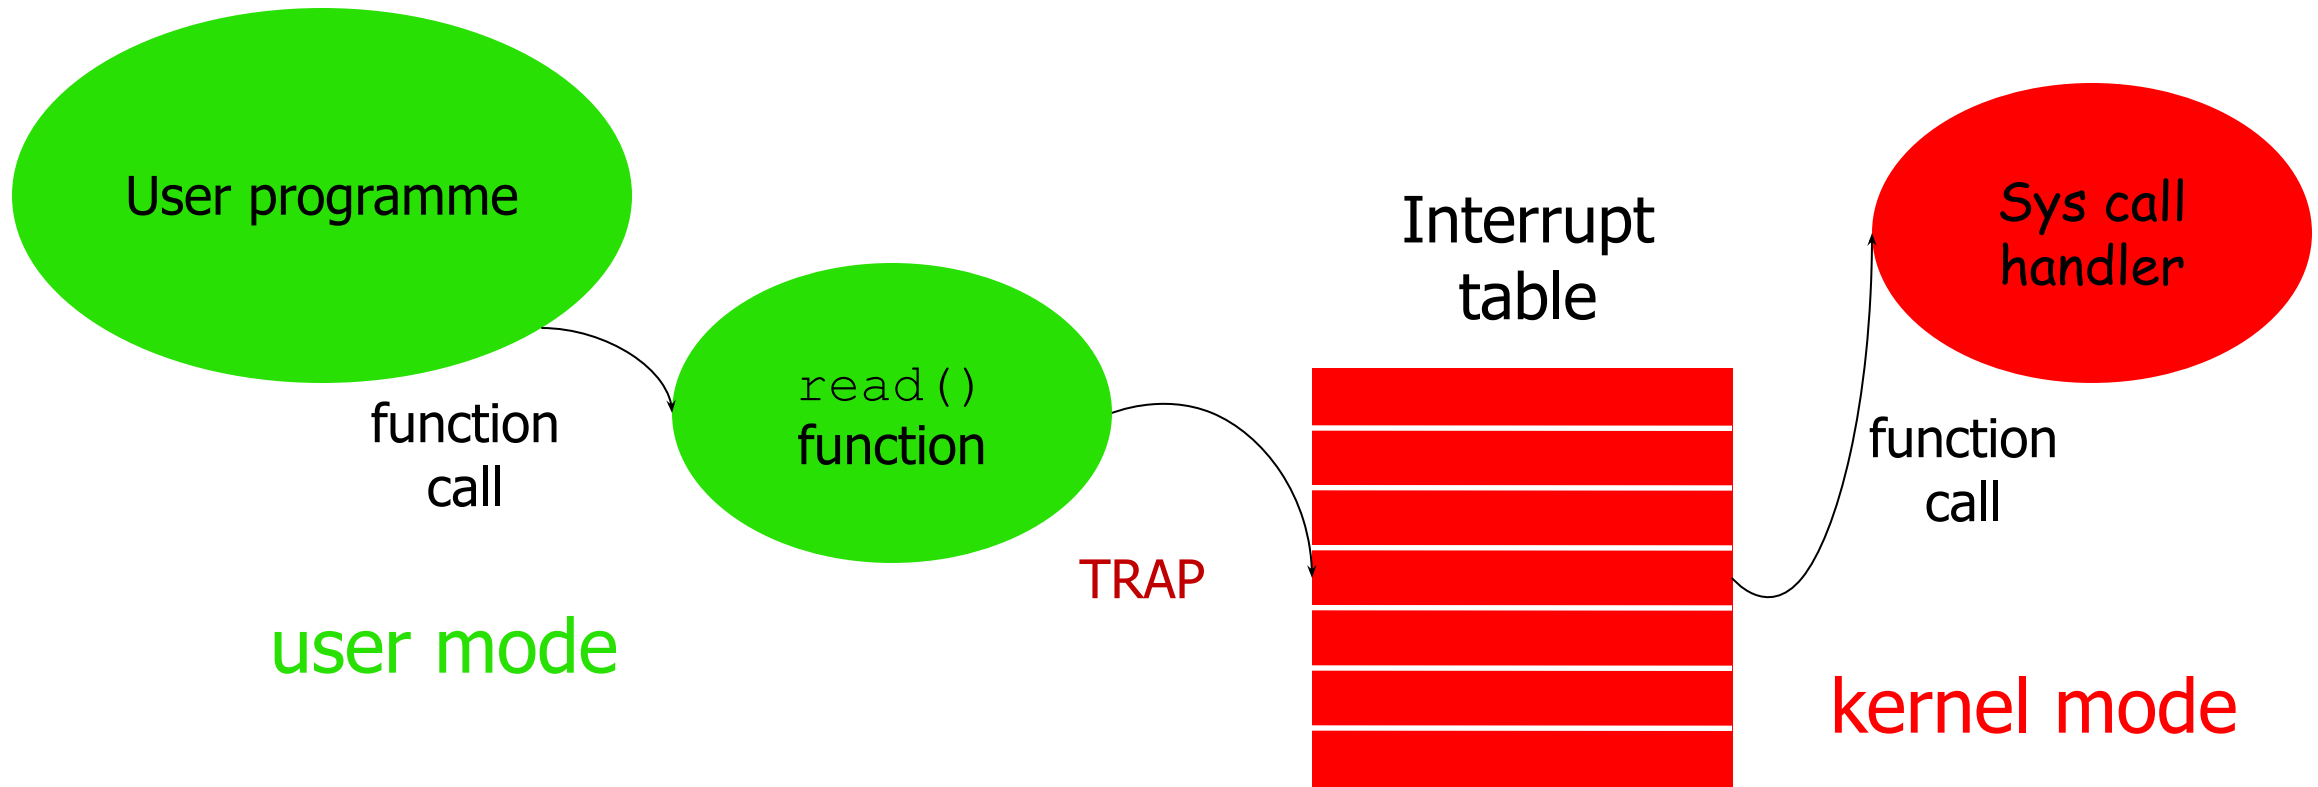 User programme
function
call
read()
function
TRAP
user mode
Interrupt
table
Sys call
handler
function
call
kernel mode